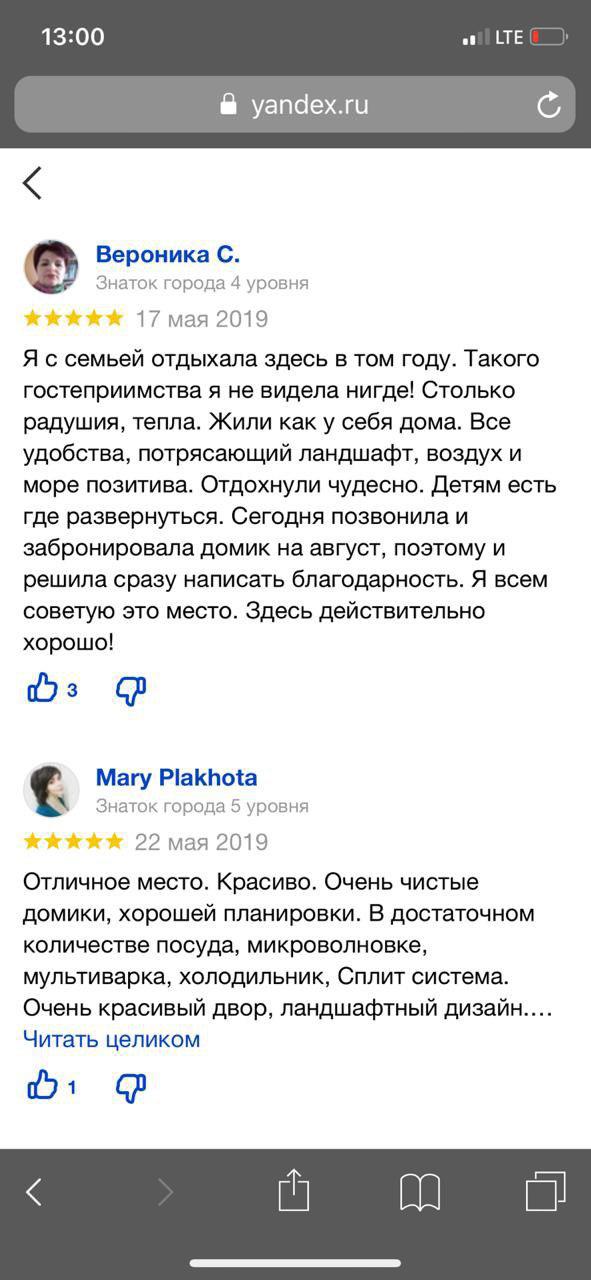 13:00
LTE
yandex.ru
Вероника С.
Знаток города 4 уровня
17 мая 2019
Я с семьей отдыхала здесь в том году. Такого
гостеприимства я не видела нигде! Столько
радушия, тепла. Жили как у себя дома. Все
удобства, потрясающий ландшафт, воздух и
море позитива. Отдохнули чудесно. Детям есть
где развернуться. Сегодня позвонила и
забронировала домик на август, поэтому и
решила сразу написать благодарность. Я всем
советую это место. Здесь действительно
хорошо!
3
Mary Plakhota
Знаток города 5 уровня
22 мая 2019
Отличное место. Красиво. Очень чистые
домики, хорошей планировки. В достаточном
количестве посуда, микроволновке,
мультиварка, холодильник, Сплит система.
Очень красивый двор, ландшафтный дизайн....
Читать целиком
1